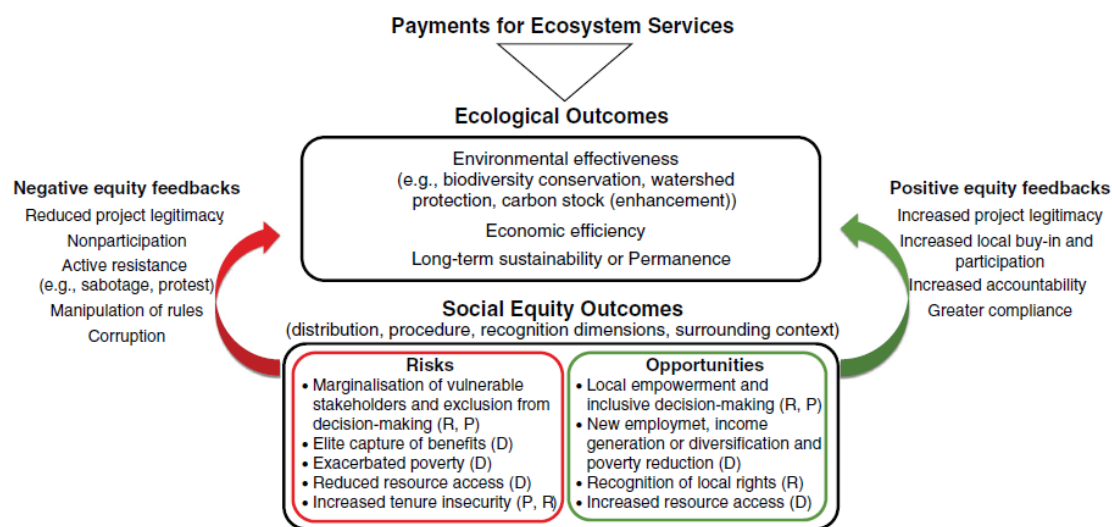 Payments for Ecosystem Services
Ecological Outcomes
Environmental effectiveness
(e.g., biodiversity conservation, watershed
protection, carbon stock (enhancement))
Economic efficiency
Long-term sustainability or Permanence
Negative equity feedbacks
Reduced project legitimacy
Nonparticipation
Active resistance
(e.g., sabotage, protest)
Manipulation of rules
Corruption
Positive equity feedbacks
Increased project legitimacy
Increased local buy-in and
participation
Increased accountability
Greater compliance
Social Equity Outcomes
(distribution, procedure, recognition dimensions, surrounding context)
Risks
• Marginalisation of vulnerable
stakeholders and exclusion from
decision-making (R, P)
• Elite capture of benefits (D)
• Exacerbated poverty (D)
• Reduced resource access (D)
• Increased tenure insecurity (P, R)
Opportunities
• Local empowerment and
inclusive decision-making (R, P)
• New employmet, income
generation or diversification and
poverty reduction (D)
• Recognition of local rights (R)
• Increased resource access (D)